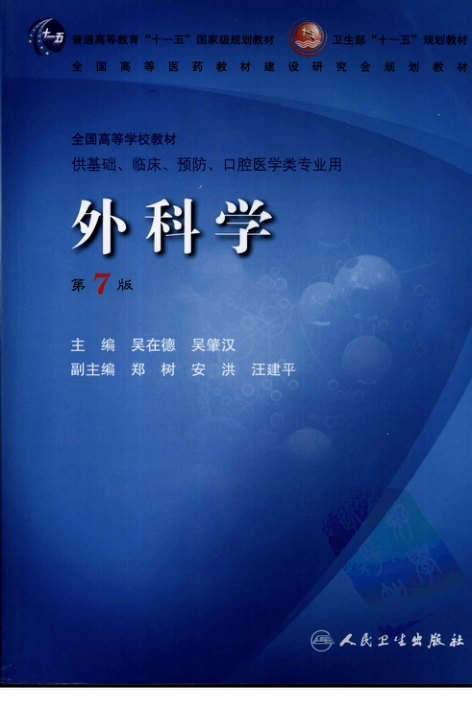 十一五
普通高等教育“十一五”国家级规划教材 卫生部“十一五”规划教材
全国高等医药教材建设研究会规划教材
全国高等学校教材
供基础、临床、预防、口腔医学类专业用
外科学
第7版
主 编 吴在德 吴肇汉
副主编 郑 树 安 洪 汪建平
人民卫生出版社